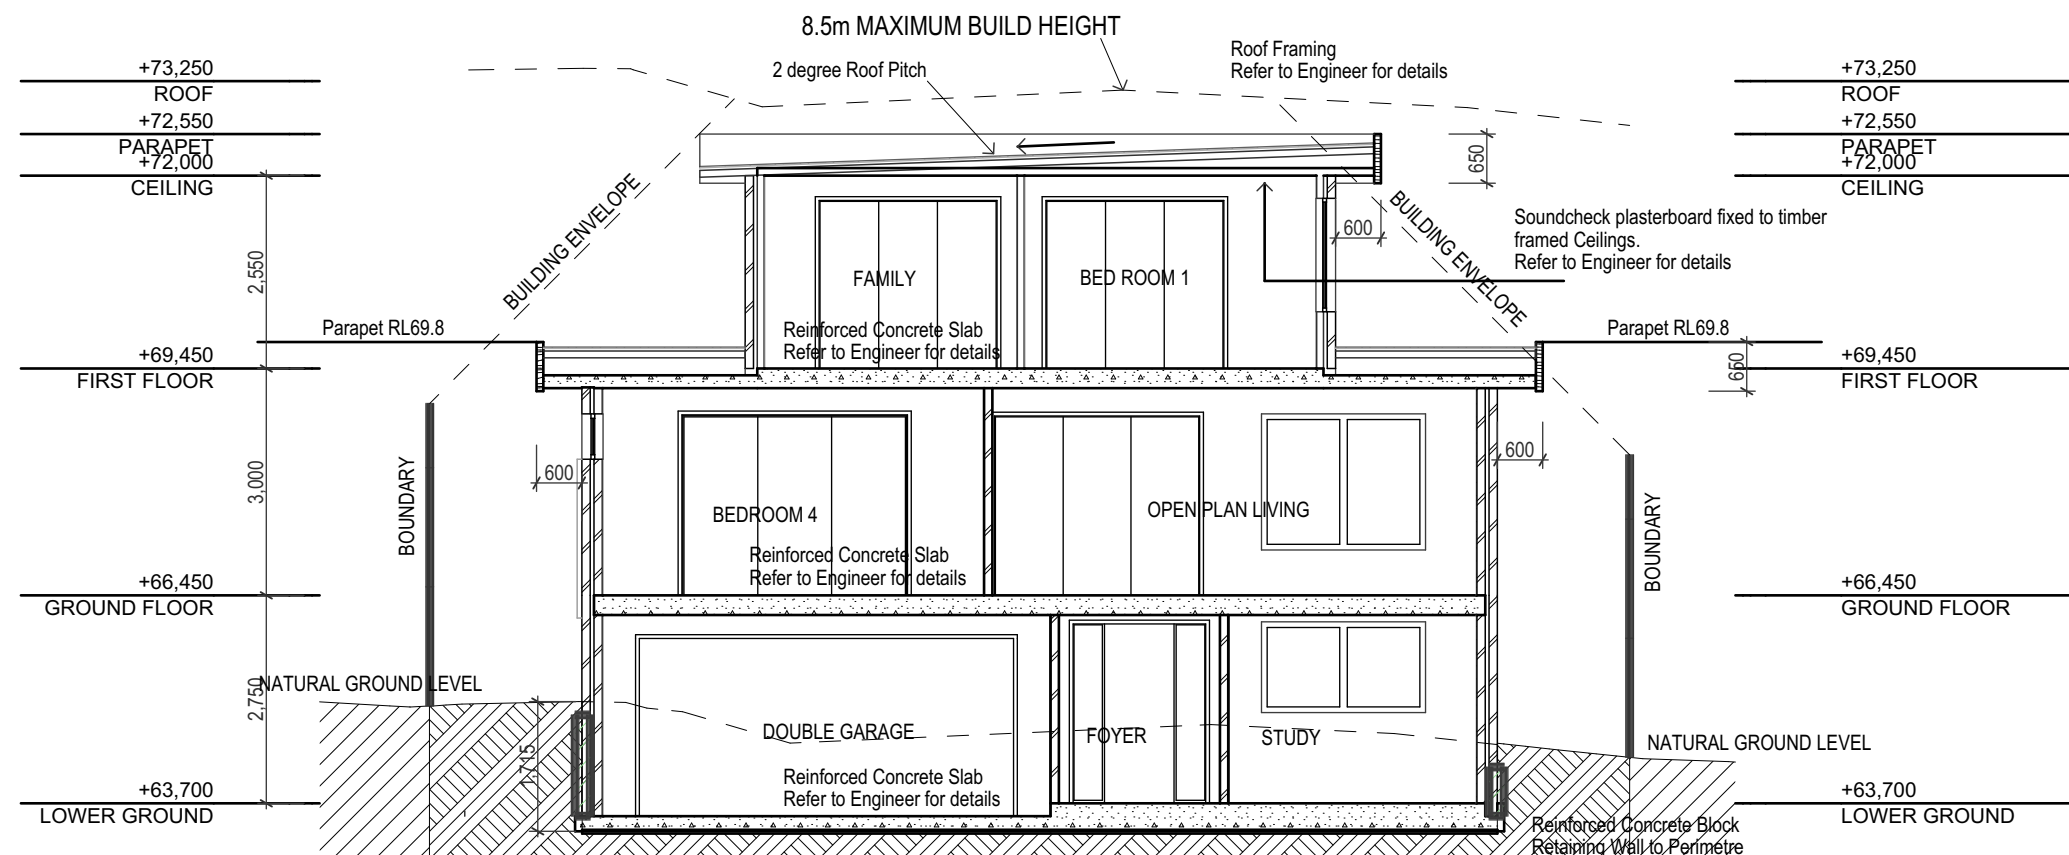 8.5m MAXIMUM BUILD HEIGHT
Roof Framing
Refer to Engineer for details
2 degree Roof Pitch
+73,250
ROOF
+72,550
PARAPET
+72,000
CEILING
+73,250
ROOF
+72,550
PARAPET
+72,000
CEILING
650
BUILDING ENVELOPE
BUILDING ENVELOPE
600
Soundcheck plasterboard fixed to timber
framed Ceilings.
Refer to Engineer for details
2,550
FAMILY
BED ROOM 1
Reinforced Concrete Slab
Refer to Engineer for details
Parapet RL69.8
Parapet RL69.8
+69,450
FIRST FLOOR
650
+69,450
FIRST FLOOR
600
600
3,000
BOUNDARY
BEDROOM 4
OPEN PLAN LIVING
BOUNDARY
Reinforced Concrete Slab
Refer to Engineer for details
+66,450
GROUND FLOOR
+66,450
GROUND FLOOR
2,750
NATURAL GROUND LEVEL
1,715
DOUBLE GARAGE
FOYER
STUDY
NATURAL GROUND LEVEL
Reinforced Concrete Slab
Refer to Engineer for details
+63,700
LOWER GROUND
+63,700
LOWER GROUND
Reinforced Concrete Block
Retaining Wall to Perimetre